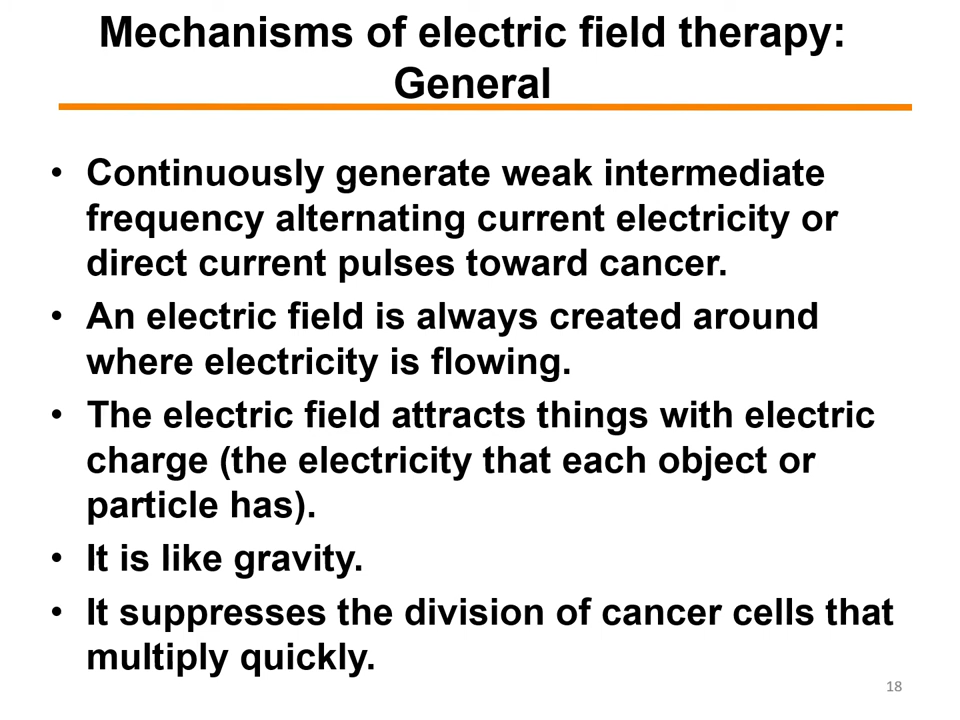 Mechanisms of electric field therapy:
General
• Continuously generate weak intermediate
frequency alternating current electricity or
direct current pulses toward cancer.
• An electric field is always created around
where electricity is flowing.
• The electric field attracts things with electric
charge (the electricity that each object or
particle has).
• It is like gravity.
• It suppresses the division of cancer cells that
multiply quickly.
18